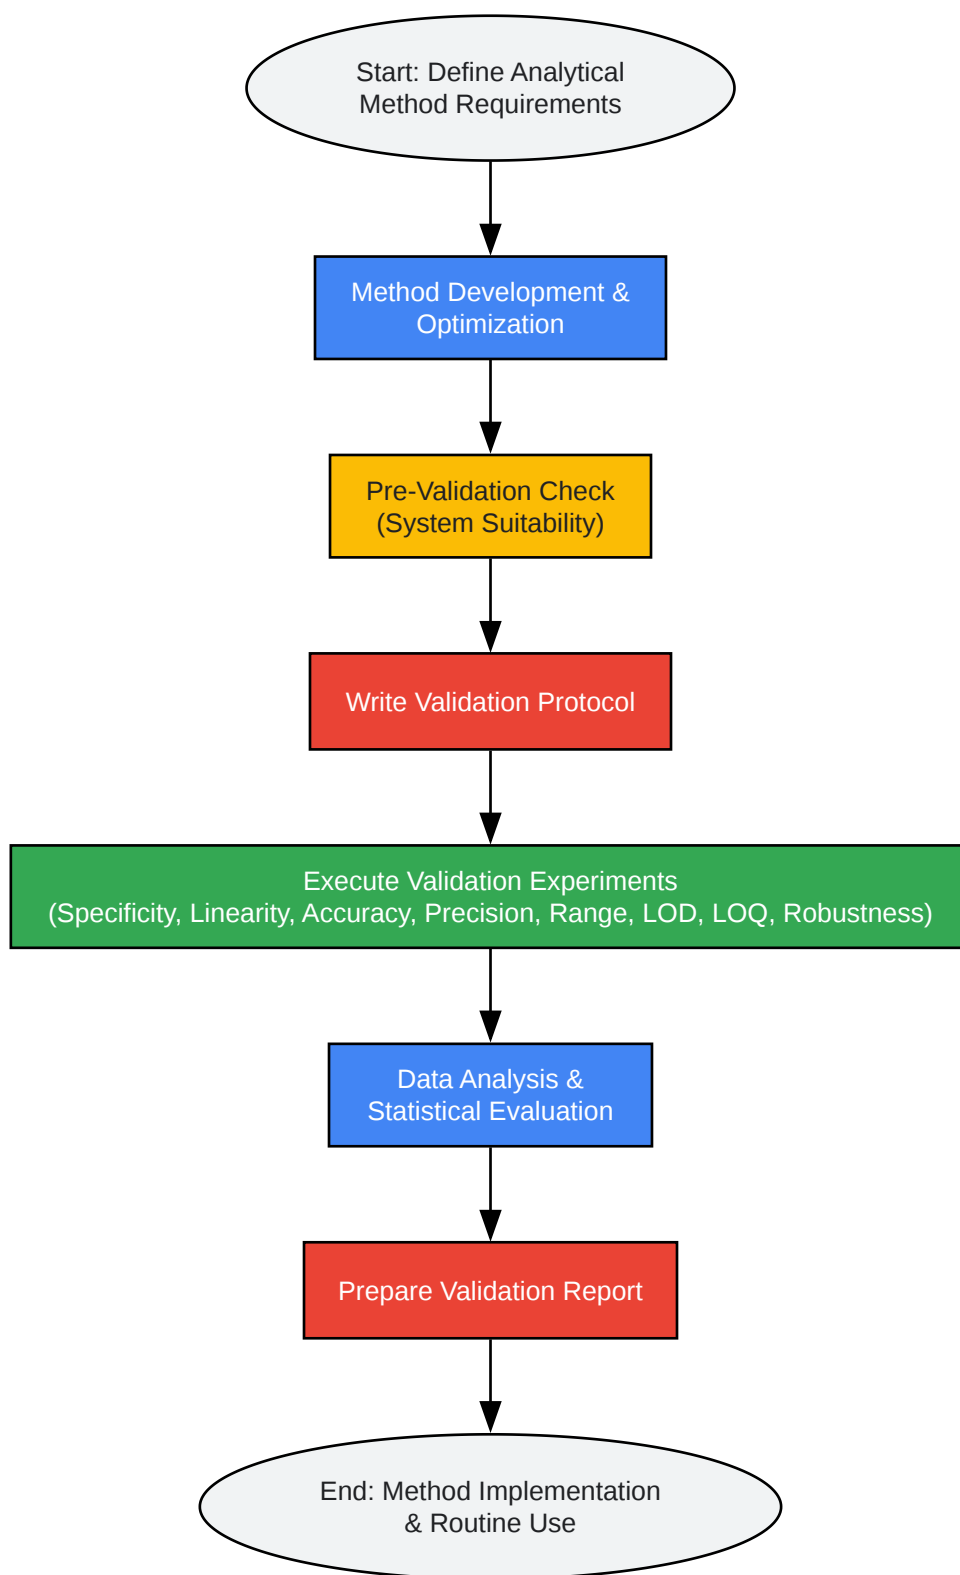 Start: Define Analytical
Method Requirements
Method Development &
Optimization
Pre-Validation Check
(System Suitability)
Write Validation Protocol
Execute Validation Experiments
(Specificity, Linearity, Accuracy, Precision, Range, LOD, LOQ, Robustness)
Data Analysis &
Statistical Evaluation
Prepare Validation Report
End: Method Implementation
& Routine Use